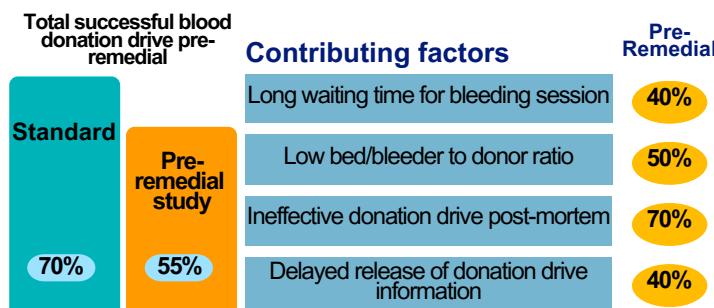 Total successful blood
donation drive pre-
remedial
Standard
70%
Pre-
remedial
study
55%
Contributing factors
Pre-
Remedial
Long waiting time for bleeding session
40%
Low bed/bleeder to donor ratio
50%
Ineffective donation drive post-mortem
70%
Delayed release of donation drive
information
40%